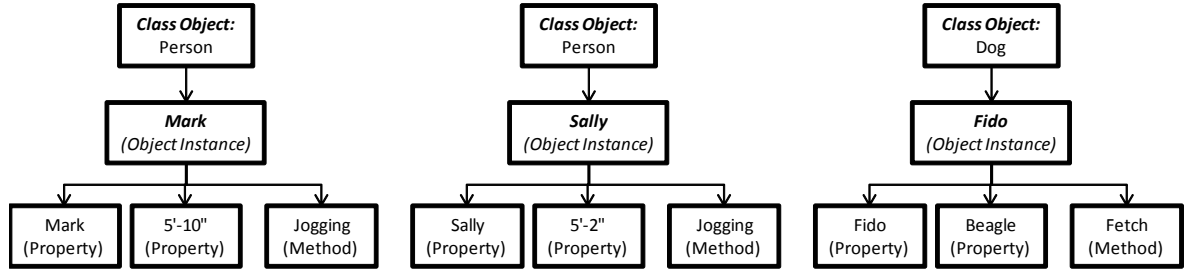 Class Object:
Person
Mark
(Object Instance)
Mark
(Property)
5'-10"
(Property)
Jogging
(Method)
Class Object:
Person
Sally
(Object Instance)
Sally
(Property)
5'-2"
(Property)
Jogging
(Method)
Class Object:
Dog
Fido
(Object Instance)
Fido
(Property)
Beagle
(Property)
Fetch
(Method)